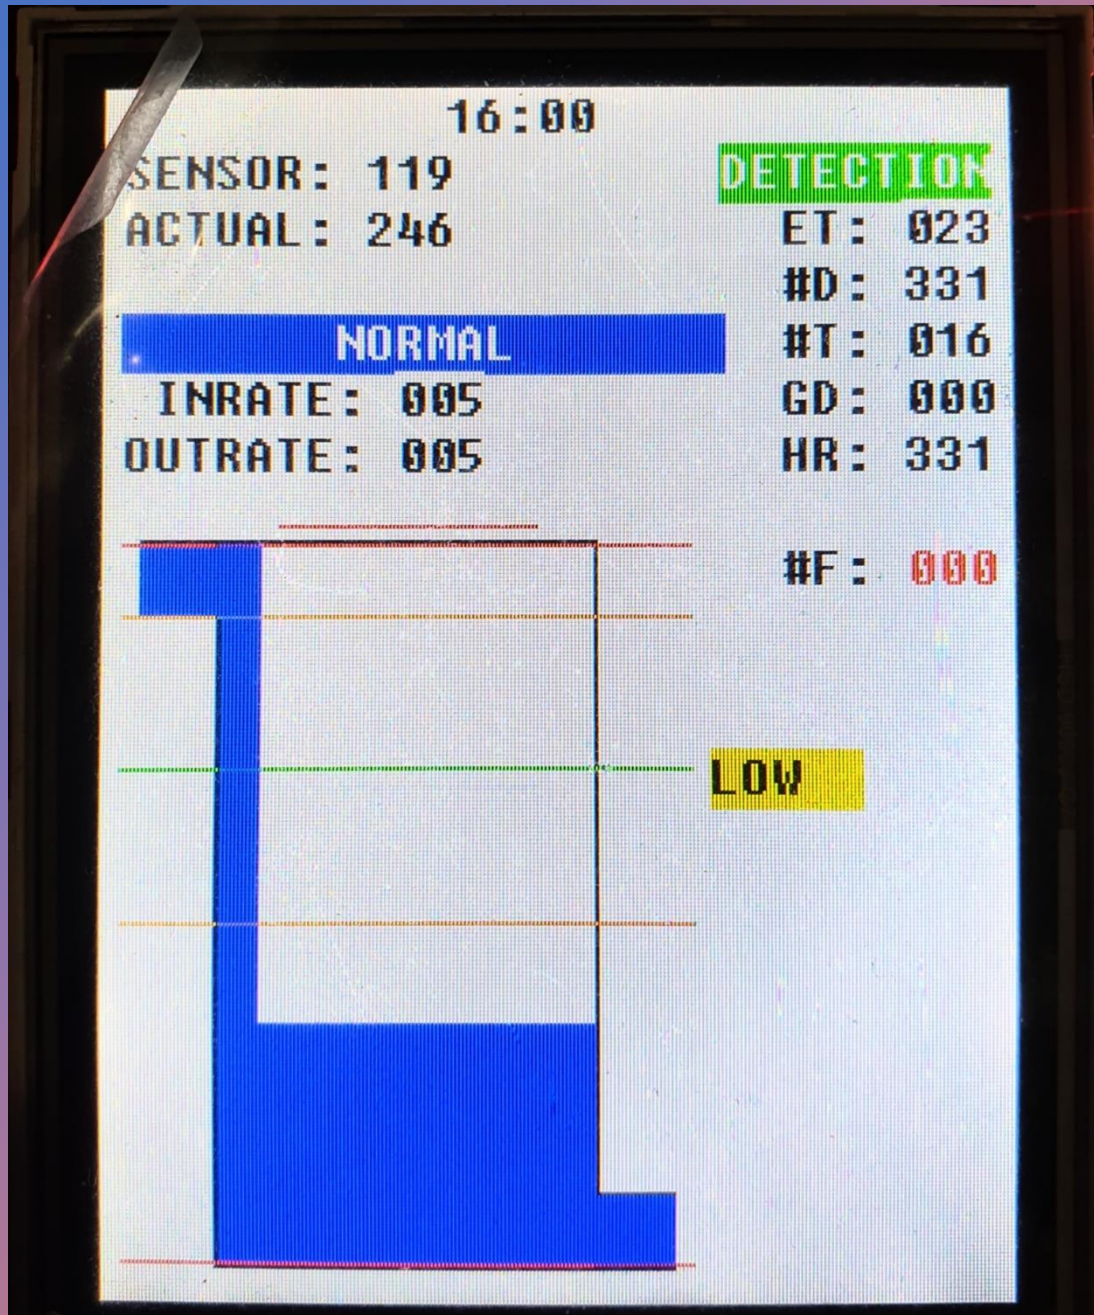 16:00
SENSOR: 119
DETECTION
ACTUAL: 246
ET: 023
#D: 331
NORMAL
#T: 016
INRATE: 005
GD: 000
OUTRATE: 005
HR: 331
#F: 000
LOW